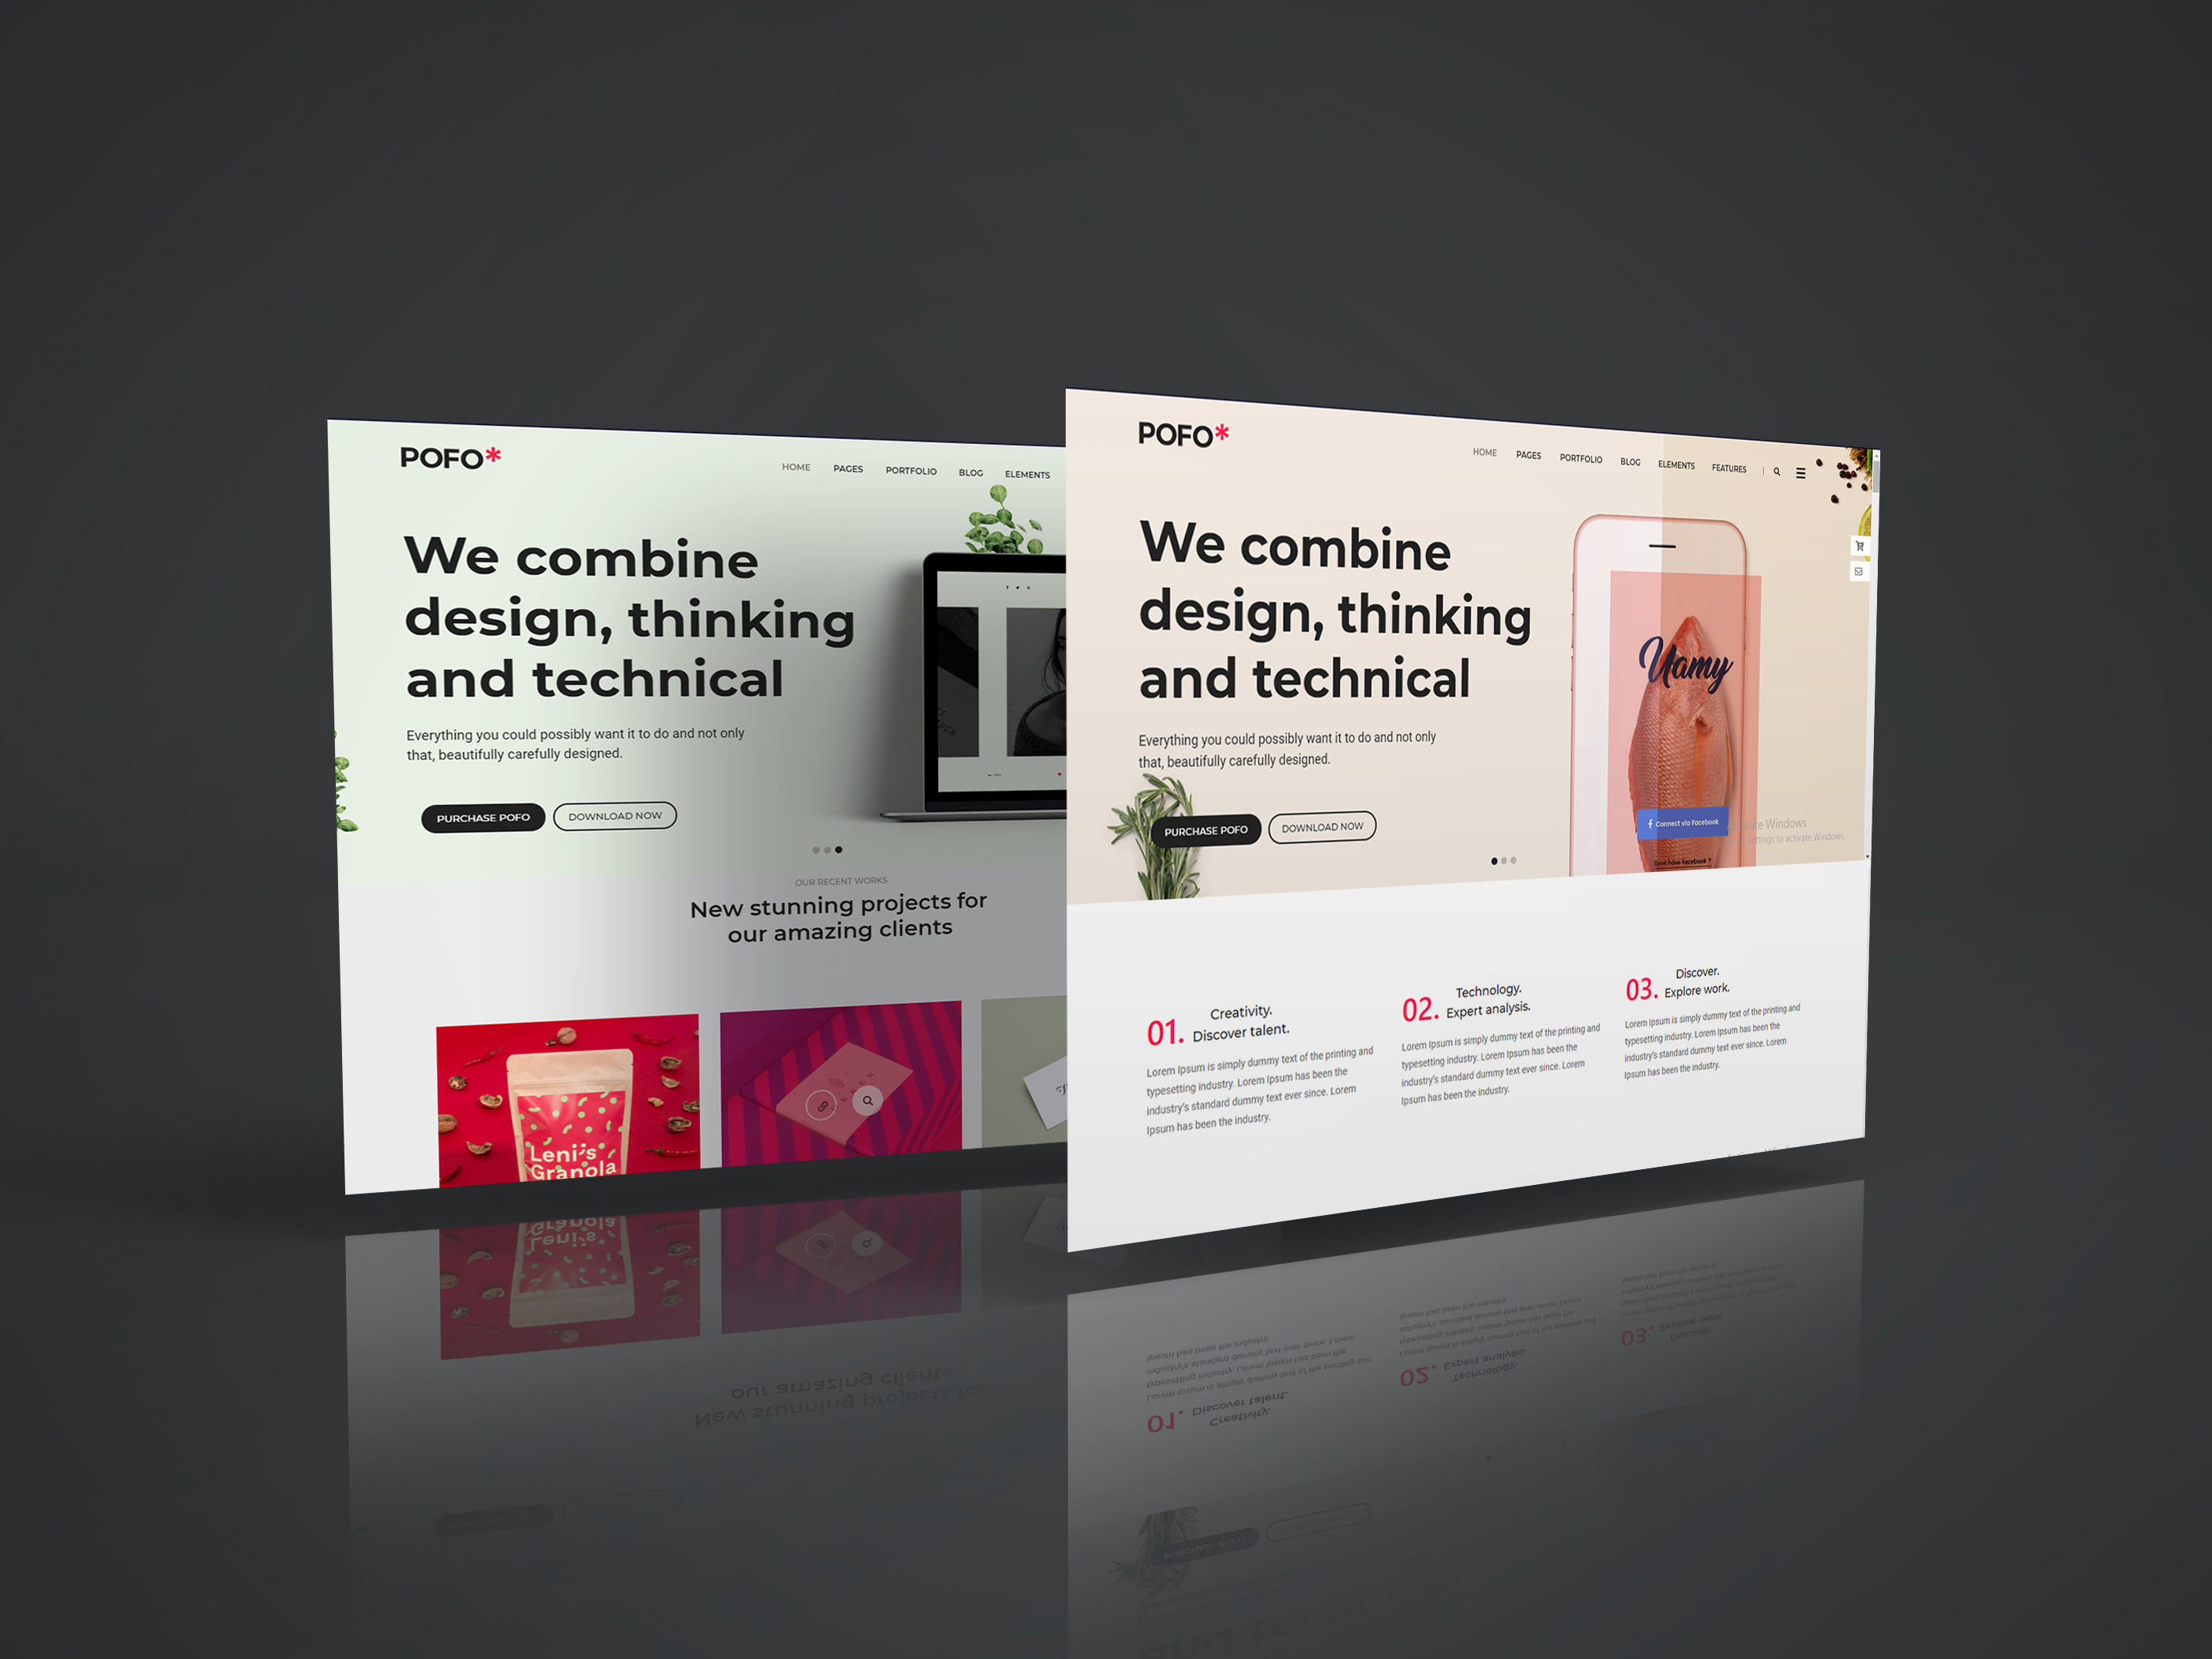 POFO*
HOME PAGES PORTFOLIO BLOG ELEMENTS
We combine
design, thinking
and technical
Everything you could possibly want it to do and not only
that, beautifully carefully designed.
PURCHASE POFO DOWNLOAD NOW
OUR RECENT WORKS
New stunning projects for
our amazing clients
Leni's
Granola
POFO*
HOME PAGES PORTFOLIO BLOG ELEMENTS FEATURES
We combine
design, thinking
and technical
Everything you could possibly want it to do and not only
that, beautifully carefully designed.
PURCHASE POFO DOWNLOAD NOW
Yamy
f Connect via Facebook
Dont have facebook ?
Windows
settings to activate Windows.
01. Creativity.
Discover talent.
Lorem Ipsum is simply dummy text of the printing and
typesetting industry. Lorem Ipsum has been the
industry's standard dummy text ever since. Lorem
Ipsum has been the industry.
02. Technology.
Expert analysis.
Lorem Ipsum is simply dummy text of the printing and
typesetting industry. Lorem Ipsum has been the
industry's standard dummy text ever since. Lorem
Ipsum has been the industry.
03. Discover.
Explore work.
Lorem Ipsum is simply dummy text of the printing and
typesetting industry. Lorem Ipsum has been the
industry's standard dummy text ever since. Lorem
Ipsum has been the industry.